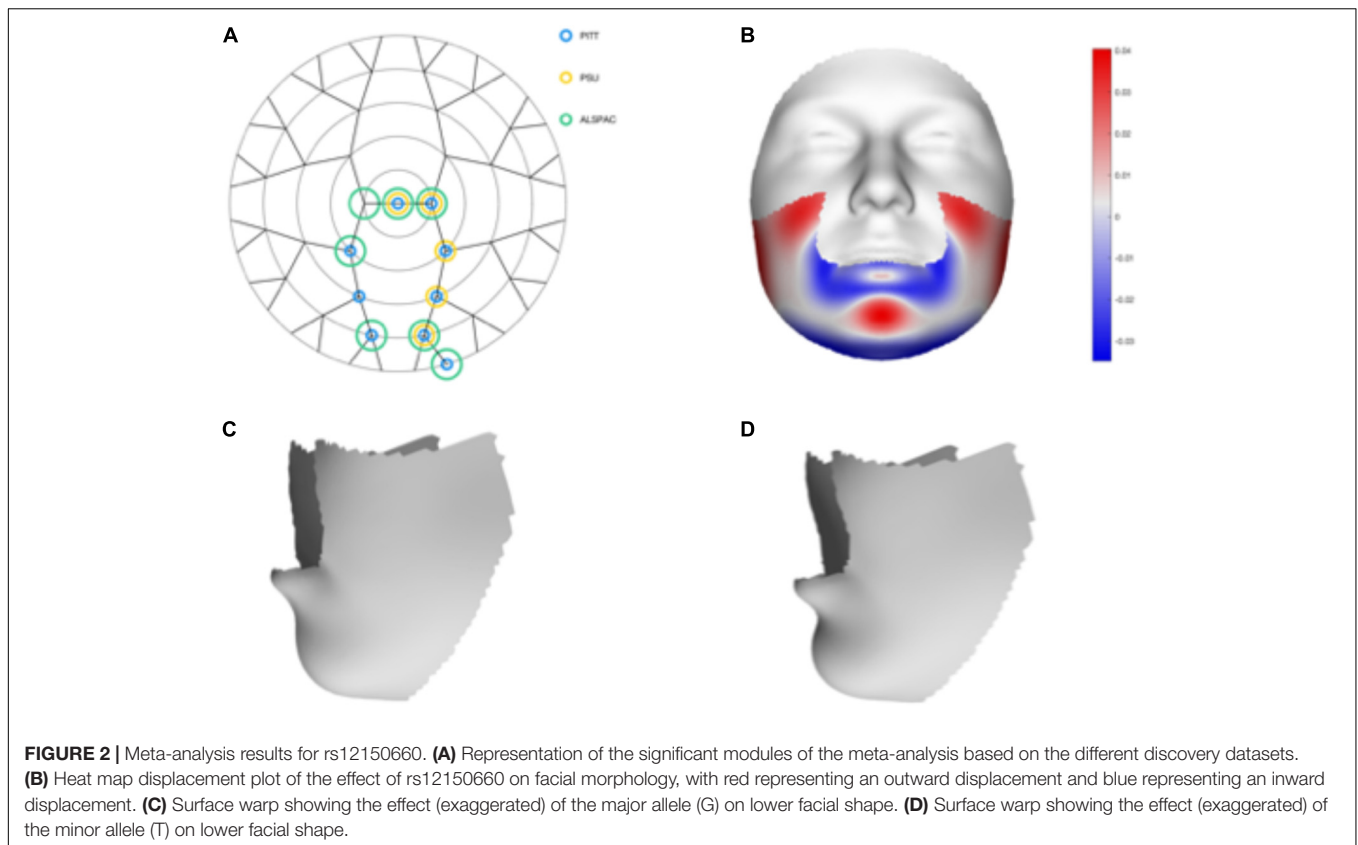 A
PITT
PSU
ALSPAC
B
0.04
0.03
0.02
0.01
0
-0.01
-0.02
-0.03
C
D
FIGURE 2 | Meta-analysis results for rs12150660. (A) Representation of the significant modules of the meta-analysis based on the different discovery datasets.
(B) Heat map displacement plot of the effect of rs12150660 on facial morphology, with red representing an outward displacement and blue representing an inward
displacement. (C) Surface warp showing the effect (exaggerated) of the major allele (G) on lower facial shape. (D) Surface warp showing the effect (exaggerated) of
the minor allele (T) on lower facial shape.